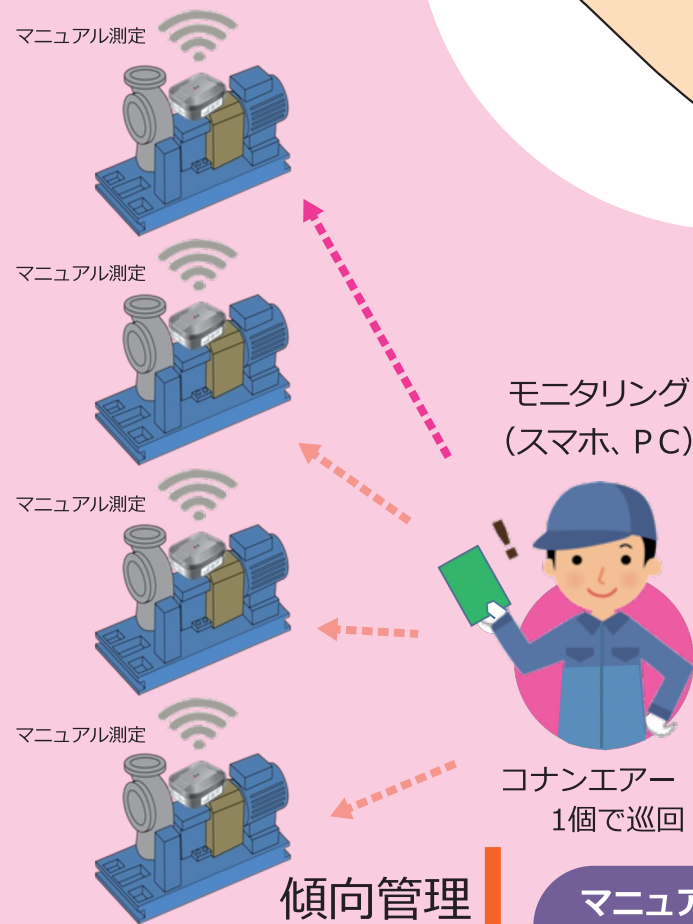 マニュアル測定
マニュアル測定
モニタリング
（スマホ、ＰＣ）
マニュアル測定
!
マニュアル測定
コナンエアー
1個で巡回
傾向管理
マニュア